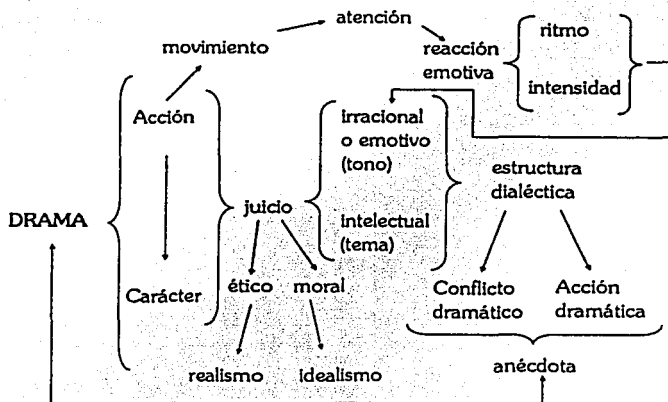 atención
movimiento
reacción
emotiva
ritmo
intensidad
Acción
irracional
o emotivo
(tono)
estructura
dialéctica
DRAMA
juicio
intelectual
(tema)
Carácter
ético
moral
Conflicto
dramático
Acción
dramática
realismo
idealismo
anécdota